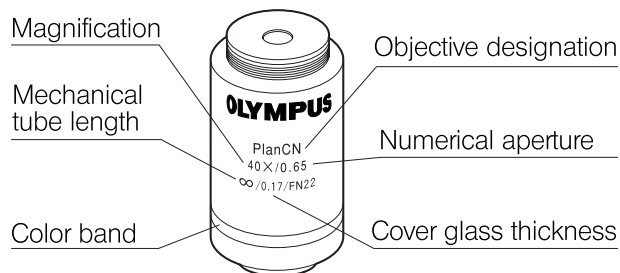 Magnification
Objective designation
Mechanical
tube length
OLYMPUS
PlanCN
40×/0.65
∞/0.17/FN22
Numerical aperture
Color band
Cover glass thickness